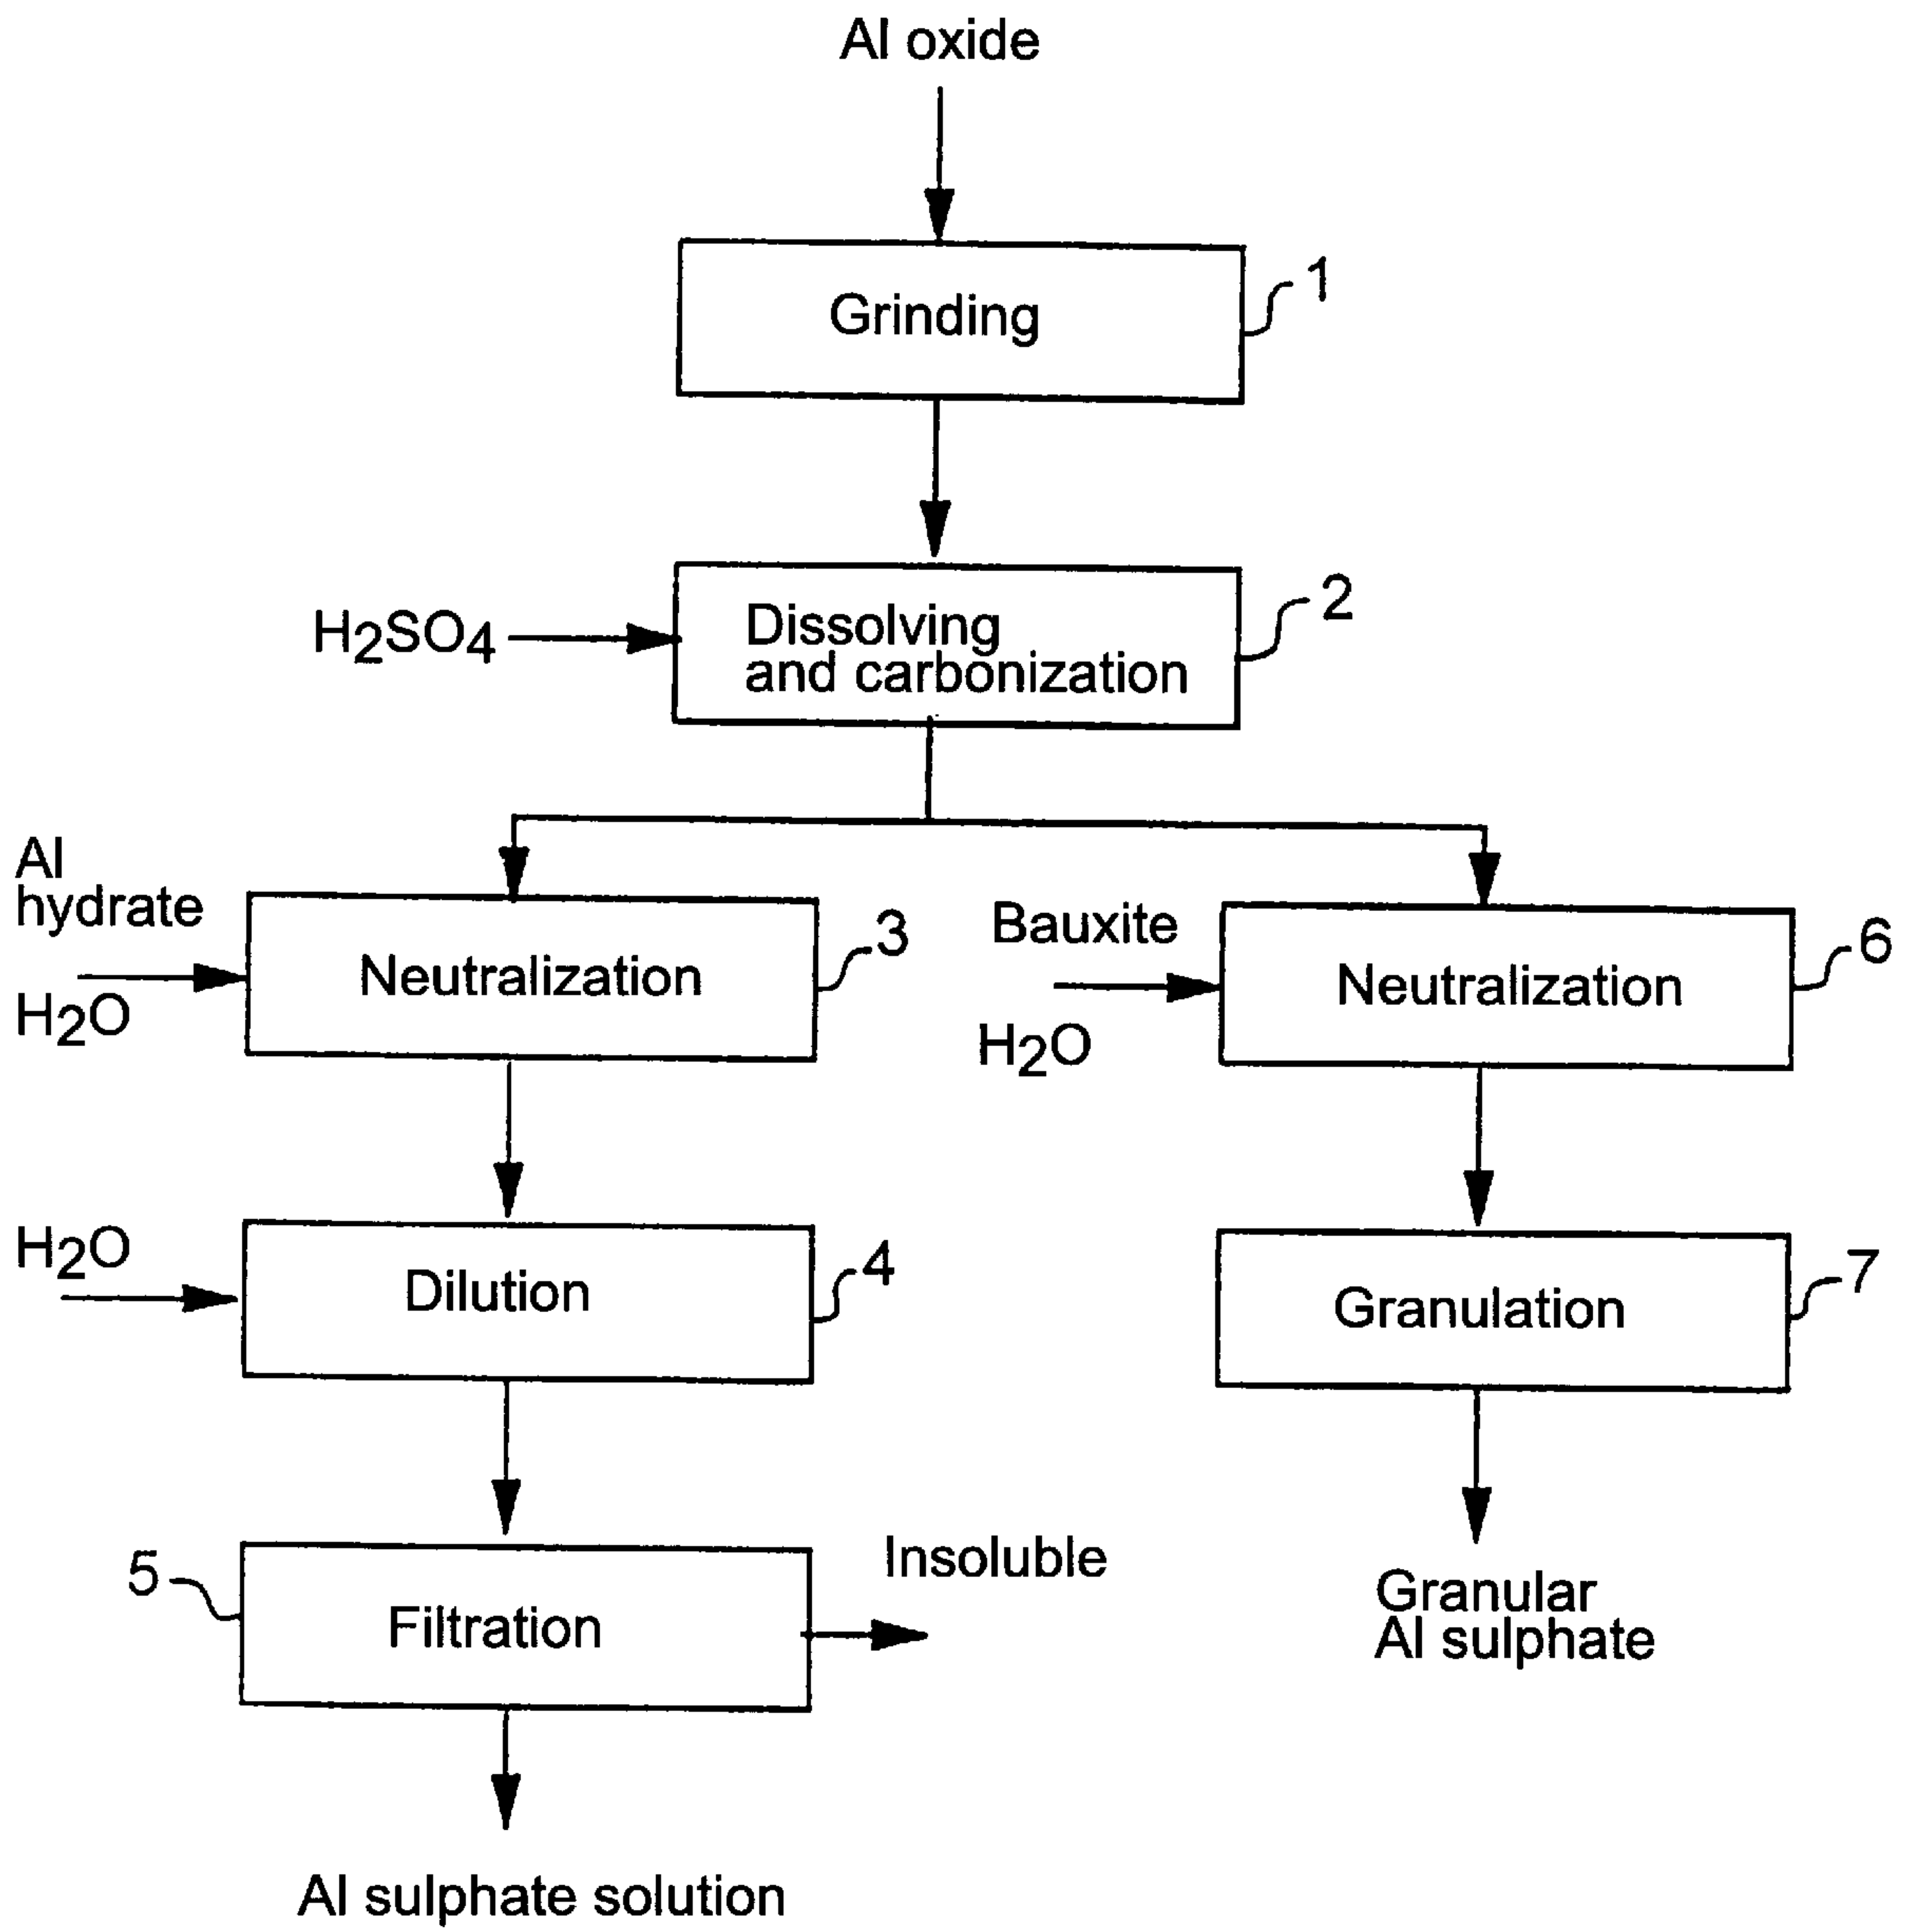 Al oxide
Grinding
1
H2SO4
Dissolving
and carbonization
2
Al
hydrate
H2O
Neutralization
3
Bauxite
H2O
Neutralization
6
H2O
Dilution
4
Granulation
7
5
Filtration
Insoluble
Granular
Al sulphate
Al sulphate solution